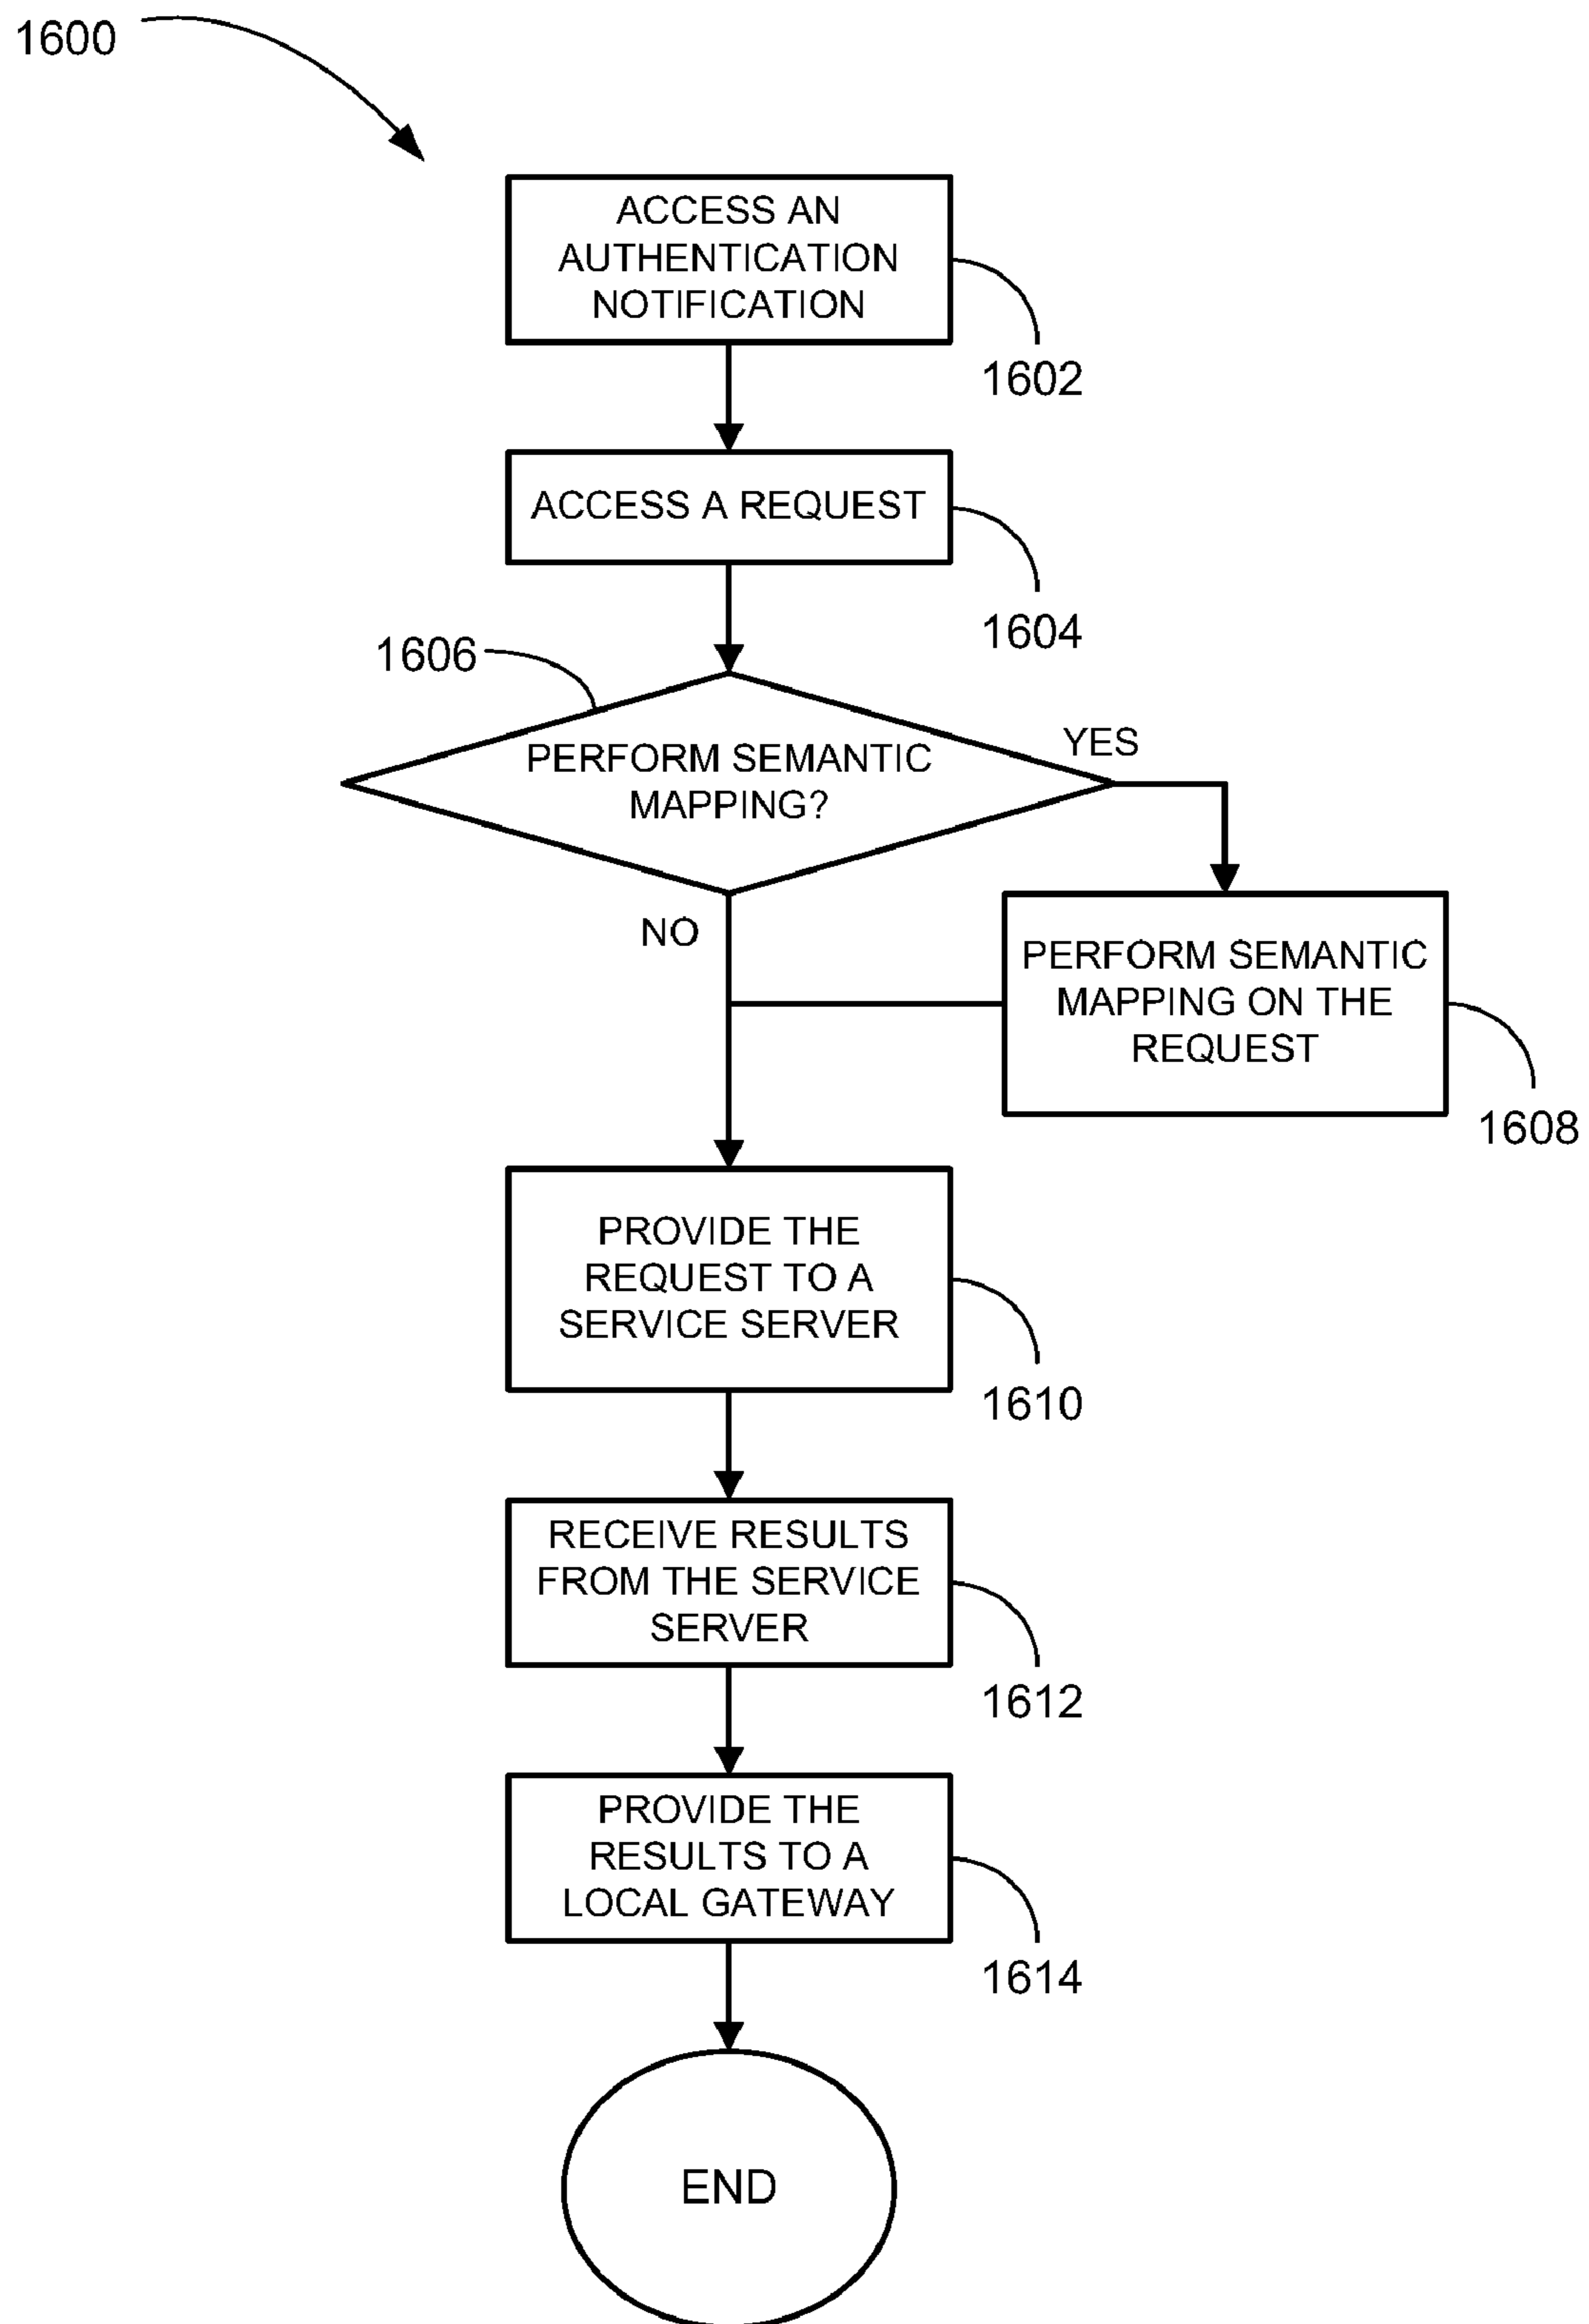 1600
ACCESS AN
AUTHENTICATION
NOTIFICATION
1602
ACCESS A REQUEST
1604
1606
PERFORM SEMANTIC
MAPPING?
YES
NO
PERFORM SEMANTIC
MAPPING ON THE
REQUEST
1608
PROVIDE THE
REQUEST TO A
SERVICE SERVER
1610
RECEIVE RESULTS
FROM THE SERVICE
SERVER
1612
PROVIDE THE
RESULTS TO A
LOCAL GATEWAY
1614
END